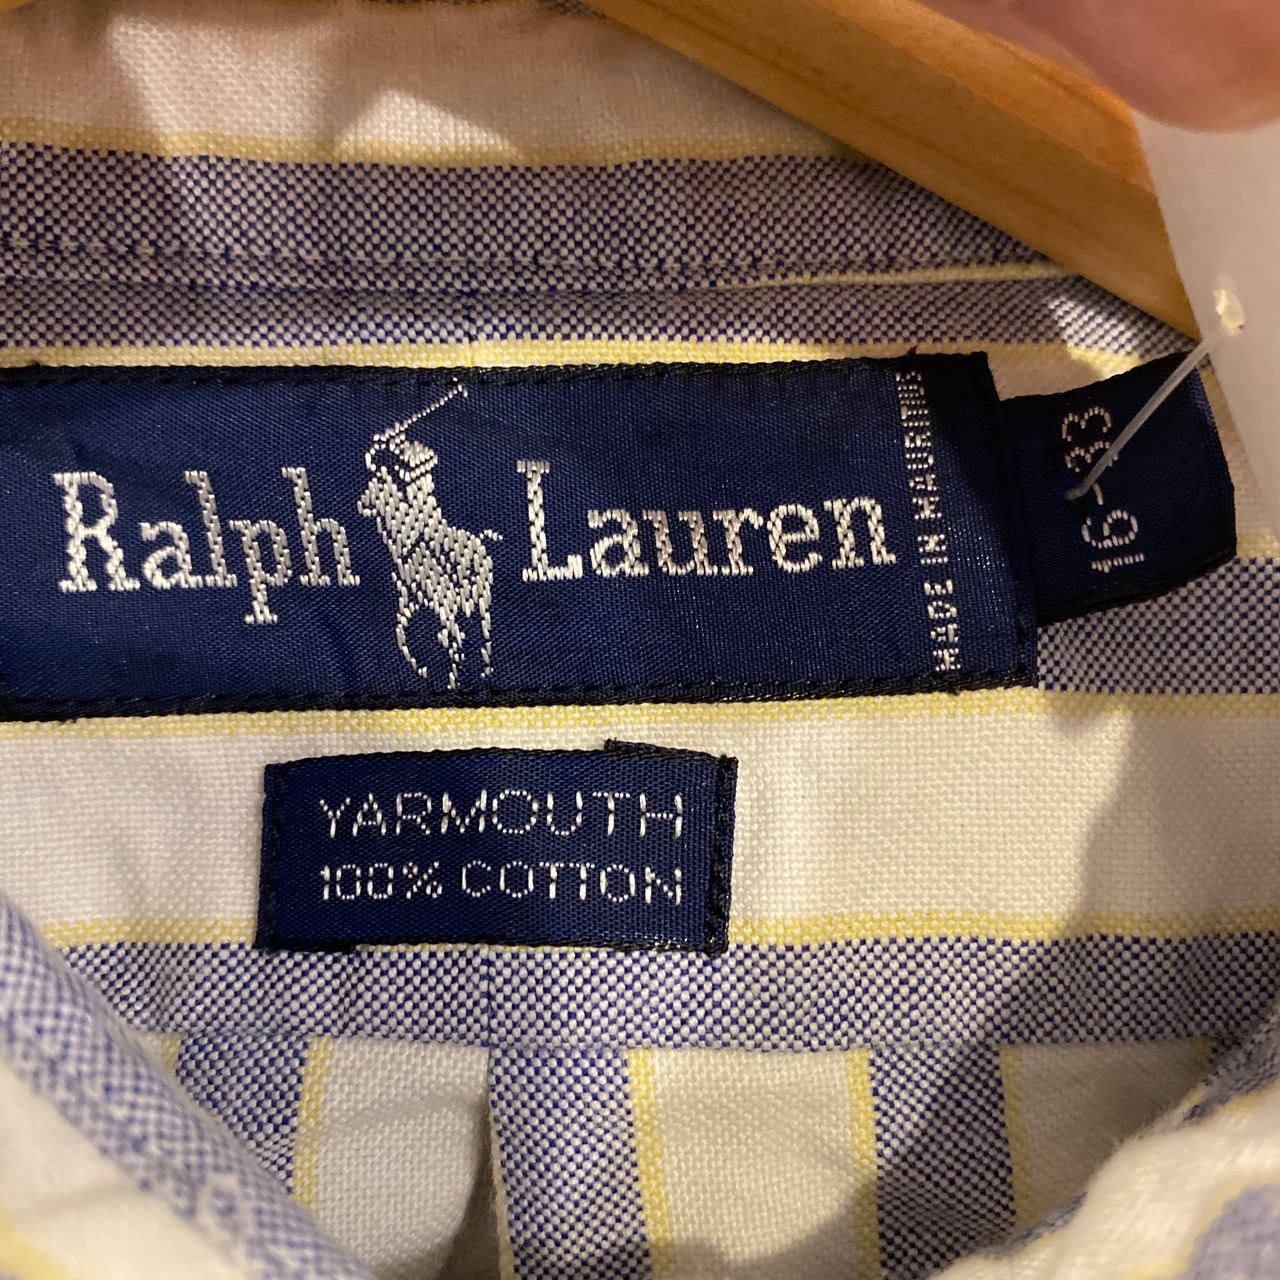 Ralph Lauren
MADE IN MAURITIUS
16-33
YARMOUTH
100% COTTON